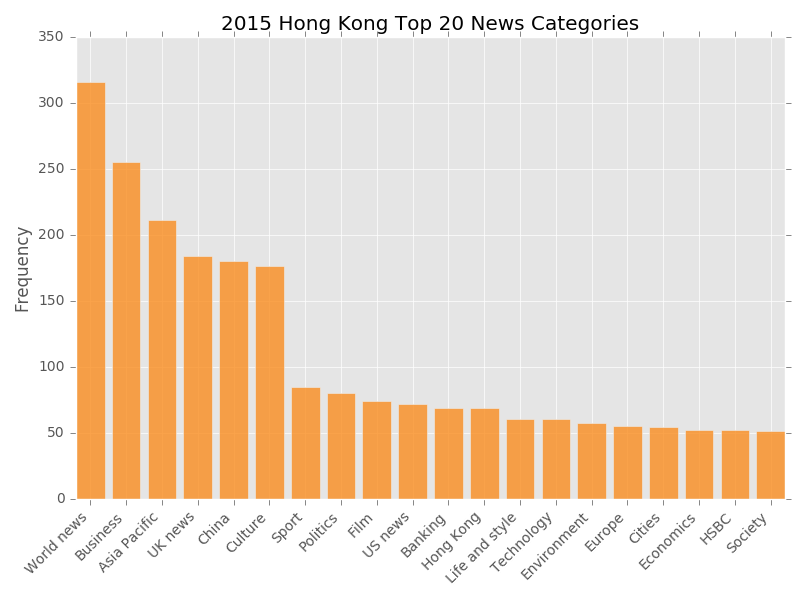 2015 Hong Kong Top 20 News Categories
350
300
250
200
150
100
50
0
Frequency
World news
Business
Asia Pacific
UK news
China
Culture
Sport
Politics
Film
US news
Banking
Hong Kong
Life and style
Technology
Environment
Europe
Cities
Economics
HSBC
Society